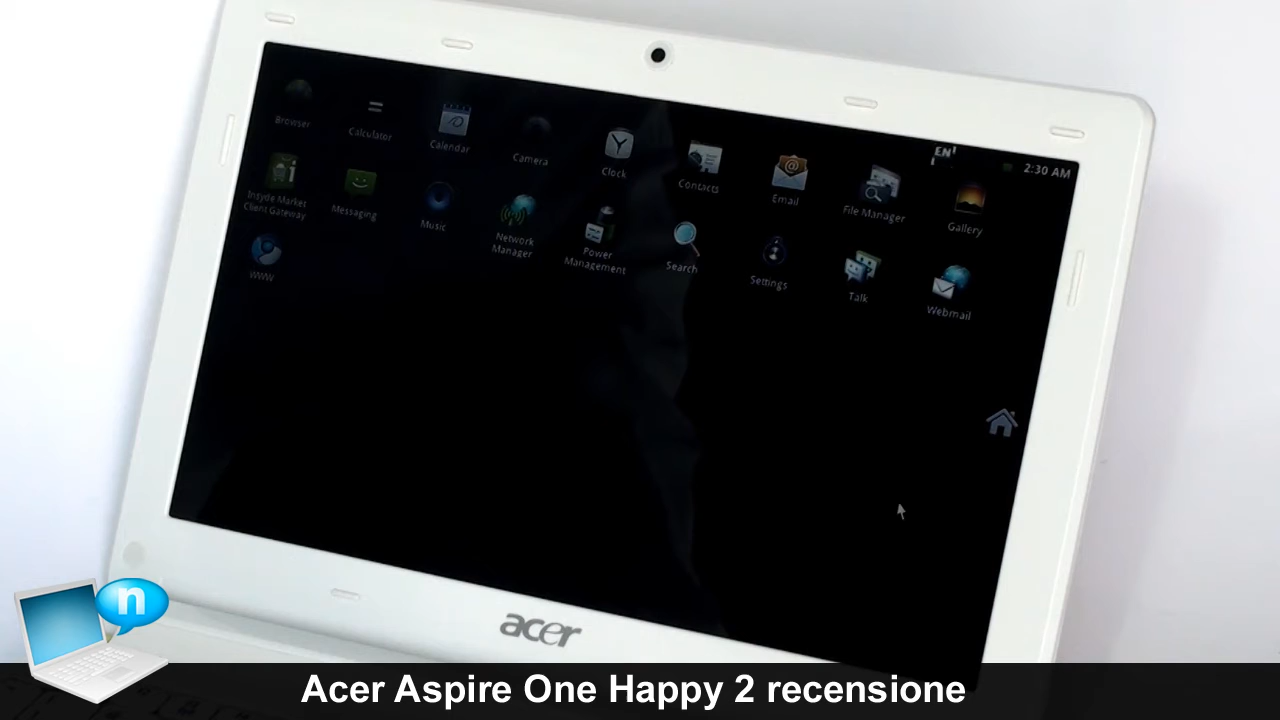 EN
2:30 AM
Browser
Calculator
Calendar
Camera
Clock
Contacts
Email
File Manager
Gallery
Insyde Market
Client Gateway
Messaging
Music
Network
Manager
Power
Management
Search
Settings
Talk
Webmail
WWW
acer
n
Acer Aspire One Happy 2 recensione